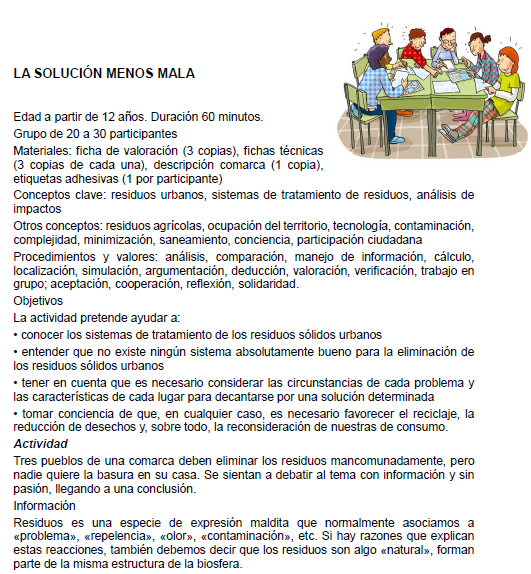 LA SOLUCIÓN MENOS MALA
Edad a partir de 12 años. Duración 60 minutos.
Grupo de 20 a 30 participantes
Materiales: ficha de valoración (3 copias), fichas técnicas
(3 copias de cada una), descripción comarca (1 copia),
etiquetas adhesivas (1 por participante)
Conceptos clave: residuos urbanos, sistemas de tratamiento de residuos, análisis de
impactos
Otros conceptos: residuos agrícolas, ocupación del territorio, tecnología, contaminación,
complejidad, minimización, saneamiento, conciencia, participación ciudadana
Procedimientos y valores: análisis, comparación, manejo de información, cálculo,
localización, simulación, argumentación, deducción, valoración, verificación, trabajo en
grupo; aceptación, cooperación, reflexión, solidaridad.
Objetivos
La actividad pretende ayudar a:
• conocer los sistemas de tratamiento de los residuos sólidos urbanos
• entender que no existe ningún sistema absolutamente bueno para la eliminación de
los residuos sólidos urbanos
• tener en cuenta que es necesario considerar las circunstancias de cada problema y
las características de cada lugar para decantarse por una solución determinada
• tomar conciencia de que, en cualquier caso, es necesario favorecer el reciclaje, la
reducción de desechos y, sobre todo, la reconsideración de nuestras de consumo.
Actividad
Tres pueblos de una comarca deben eliminar los residuos mancomunadamente, pero
nadie quiere la basura en su casa. Se sientan a debatir al tema con información y sin
pasión, llegando a una conclusión.
Información
Residuos es una especie de expresión maldita que normalmente asociamos a
«problema», «repelencia», «olor», «contaminación», etc. Si hay razones que explican
estas reacciones, también debemos decir que los residuos son algo «natural», forman
parte de la misma estructura de la biosfera.